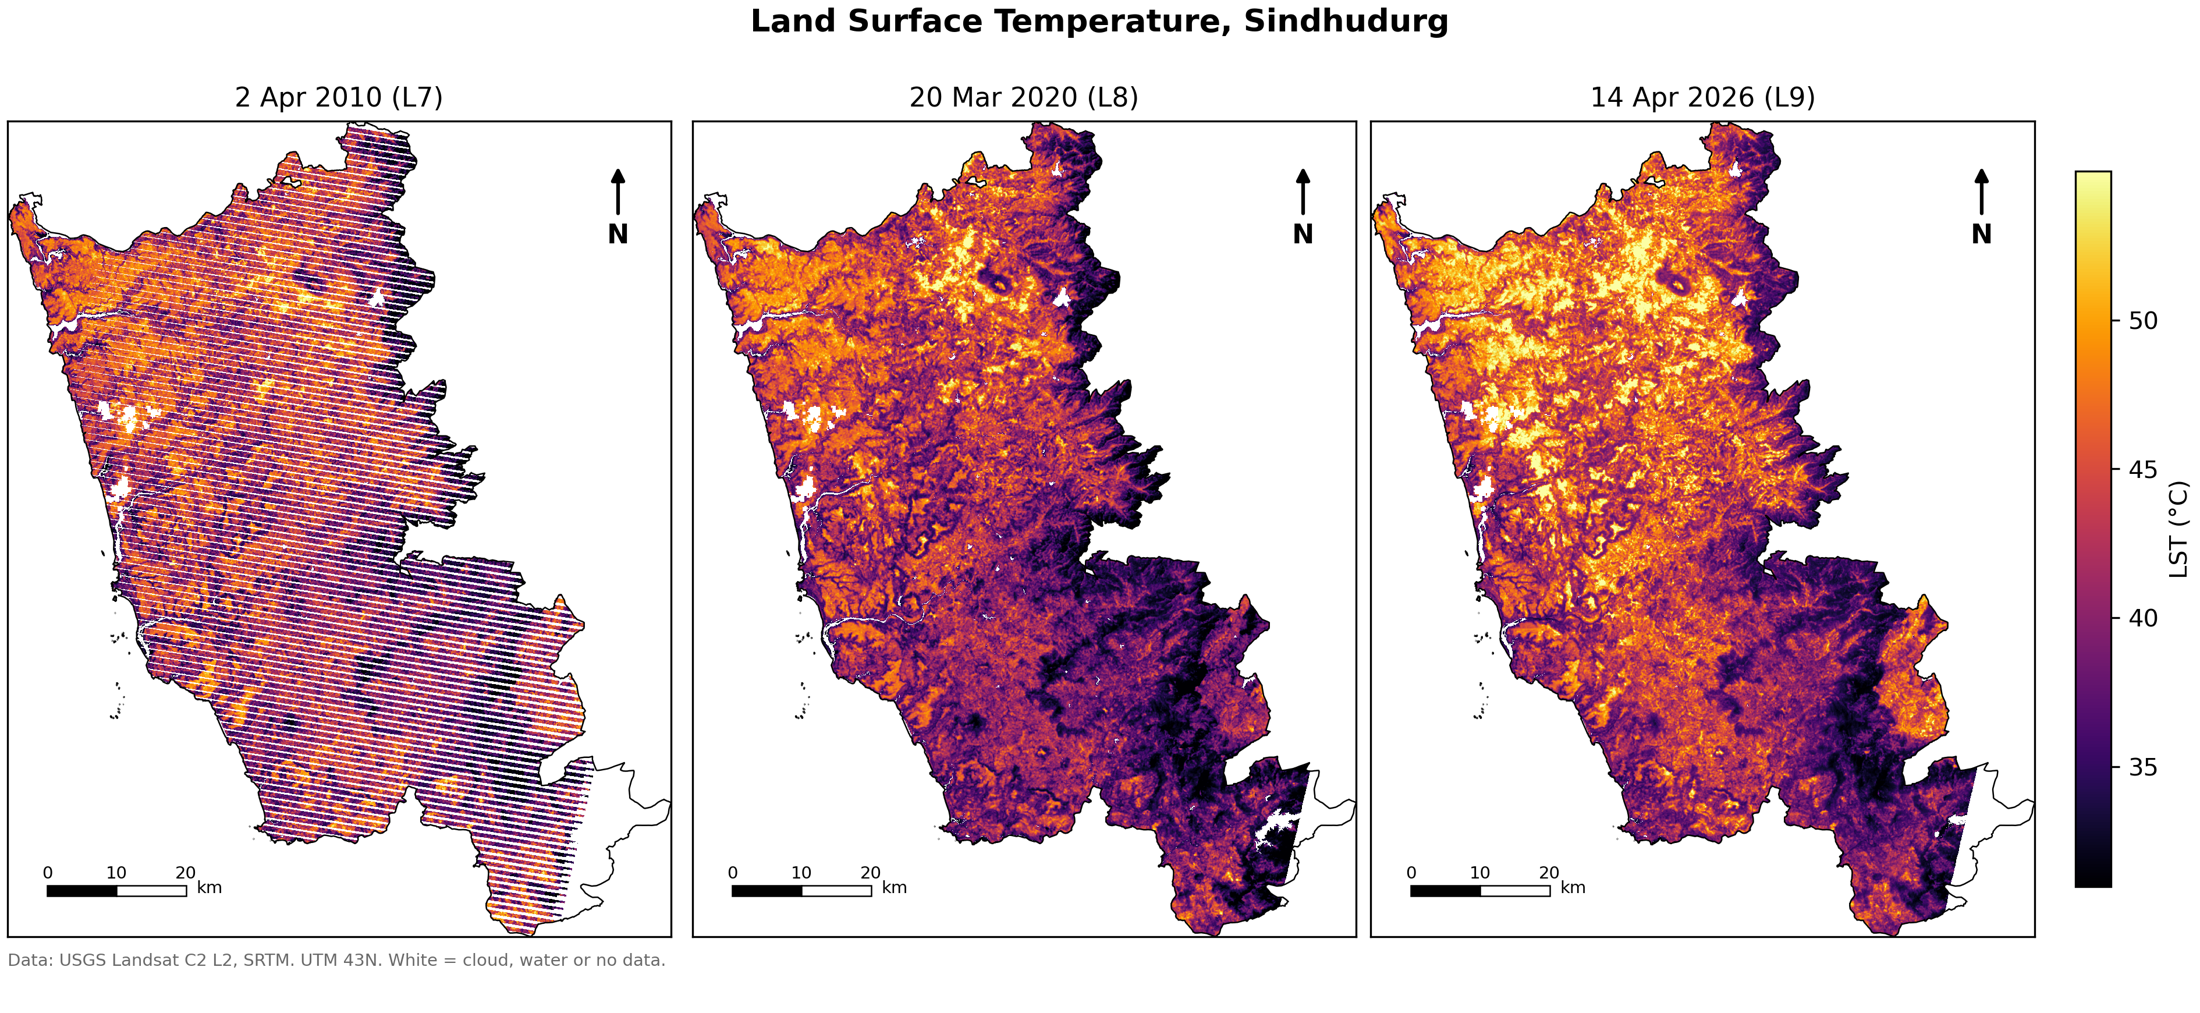 Land Surface Temperature, Sindhudurg
2 Apr 2010 (L7)
20 Mar 2020 (L8)
14 Apr 2026 (L9)
N
N
N
50
45
40
35
LST (°C)
0 10 20 km
0 10 20 km
0 10 20 km
Data: USGS Landsat C2 L2, SRTM. UTM 43N. White = cloud, water or no data.